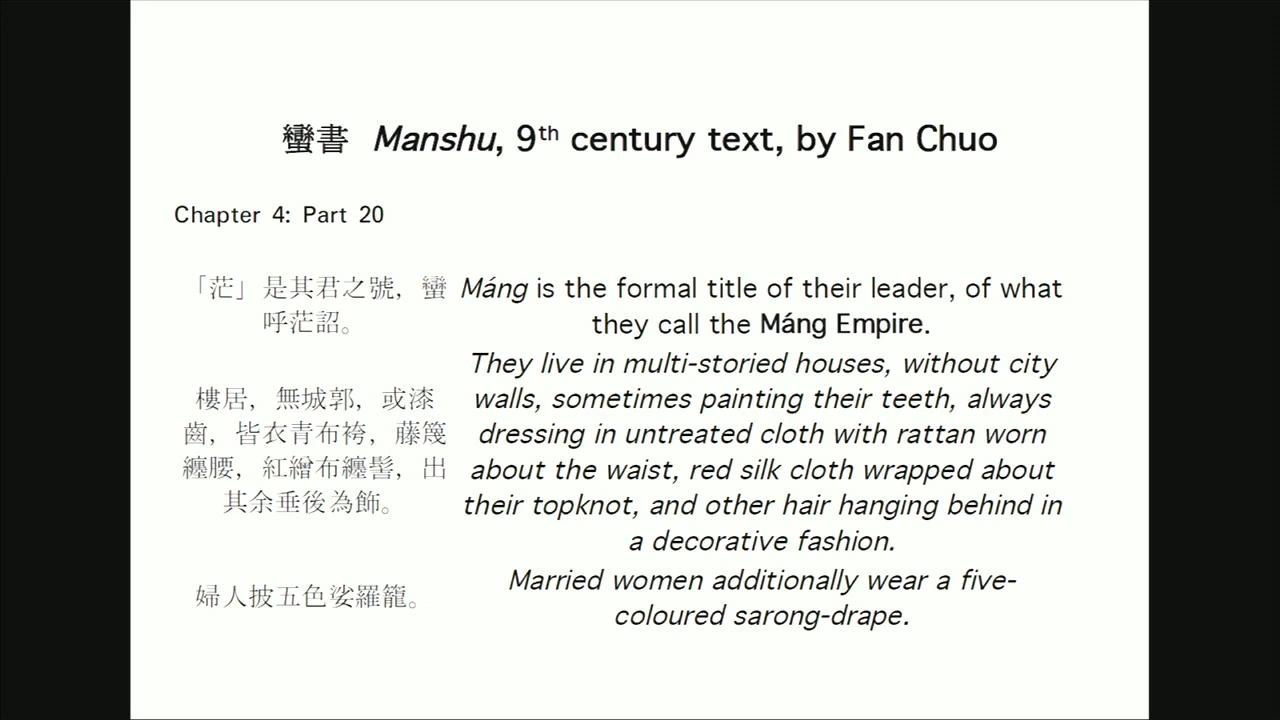 蠻書 Manshu, 9th century text, by Fan Chuo
Chapter 4: Part 20
「茫」是其君之號，蠻
呼茫詔。
Máng is the formal title of their leader, of what
they call the Máng Empire.
樓居，無城郭，或漆
齒，皆衣青布袴，藤篾
纏腰，紅繒布纏髻，出
其余垂後為飾。
They live in multi-storied houses, without city
walls, sometimes painting their teeth, always
dressing in untreated cloth with rattan worn
about the waist, red silk cloth wrapped about
their topknot, and other hair hanging behind in
a decorative fashion.
婦人披五色娑羅籠。
Married women additionally wear a five-
coloured sarong-drape.